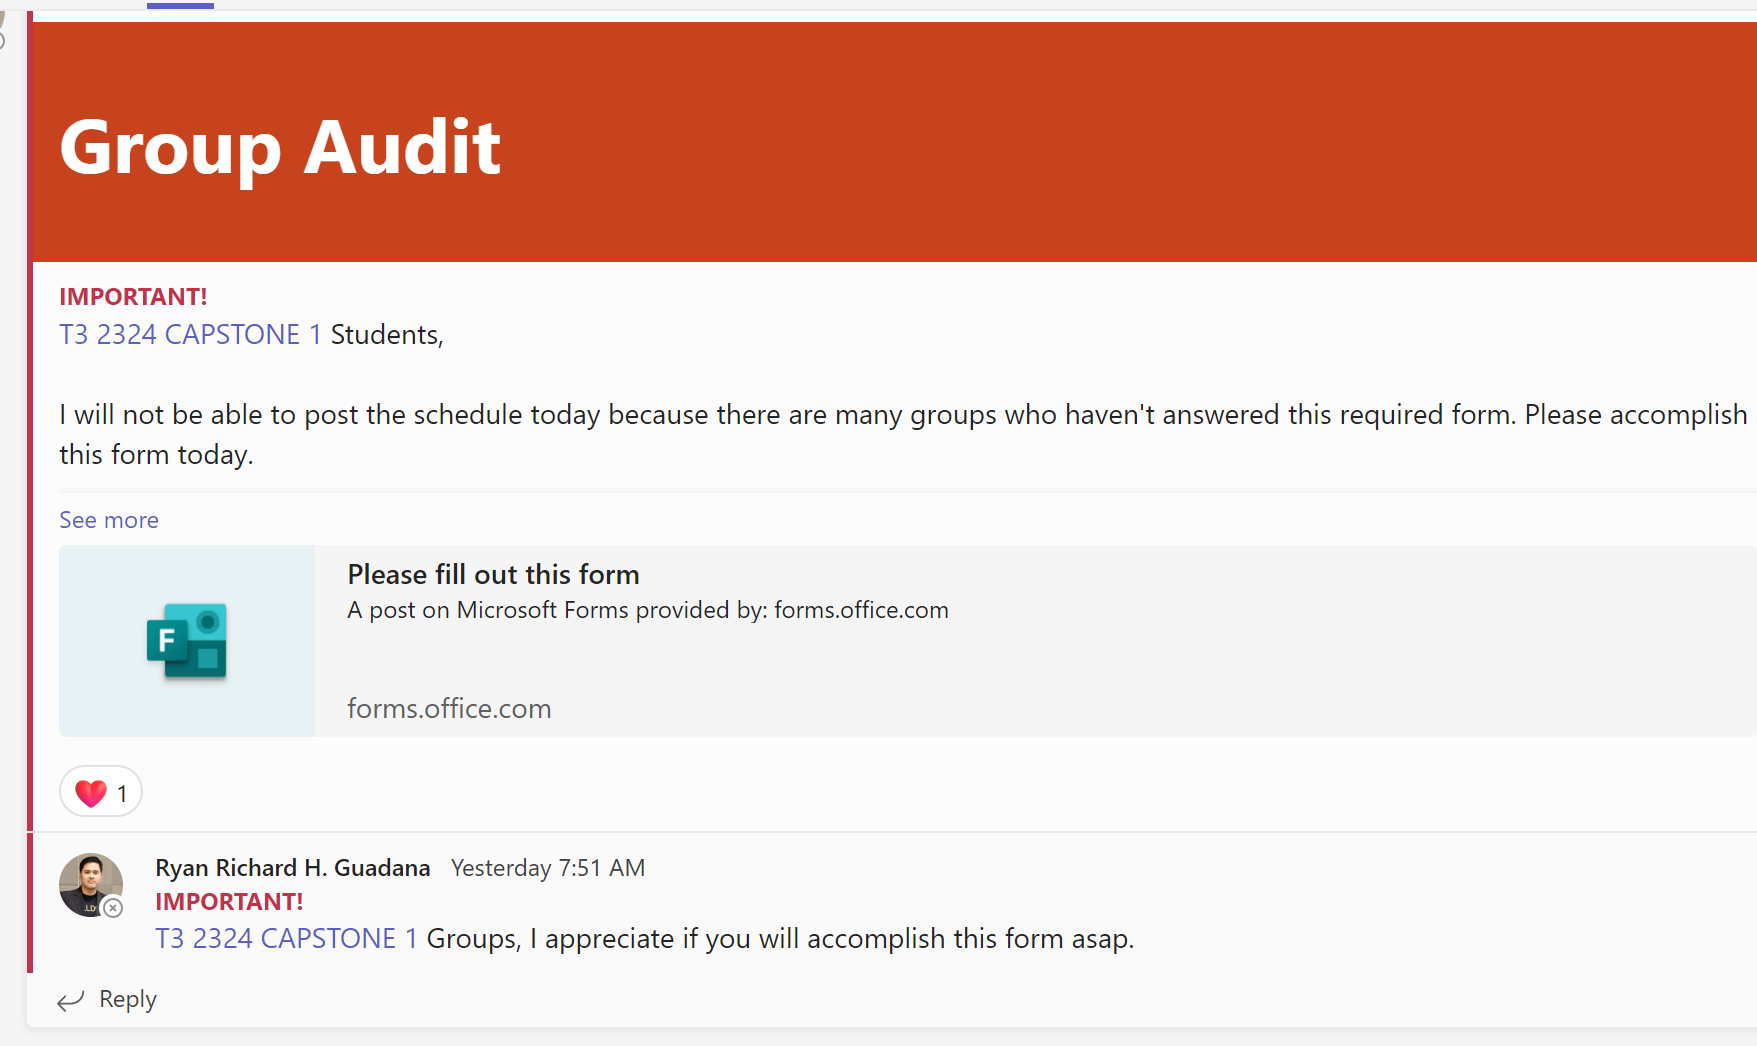 Group Audit
IMPORTANT!
T3 2324 CAPSTONE 1 Students,
I will not be able to post the schedule today because there are many groups who haven't answered this required form. Please accomplish
this form today.
See more
Please fill out this form
A post on Microsoft Forms provided by: forms.office.com
F
forms.office.com
1
Ryan Richard H. Guadana Yesterday 7:51 AM
IMPORTANT!
T3 2324 CAPSTONE 1 Groups, I appreciate if you will accomplish this form asap.
Reply